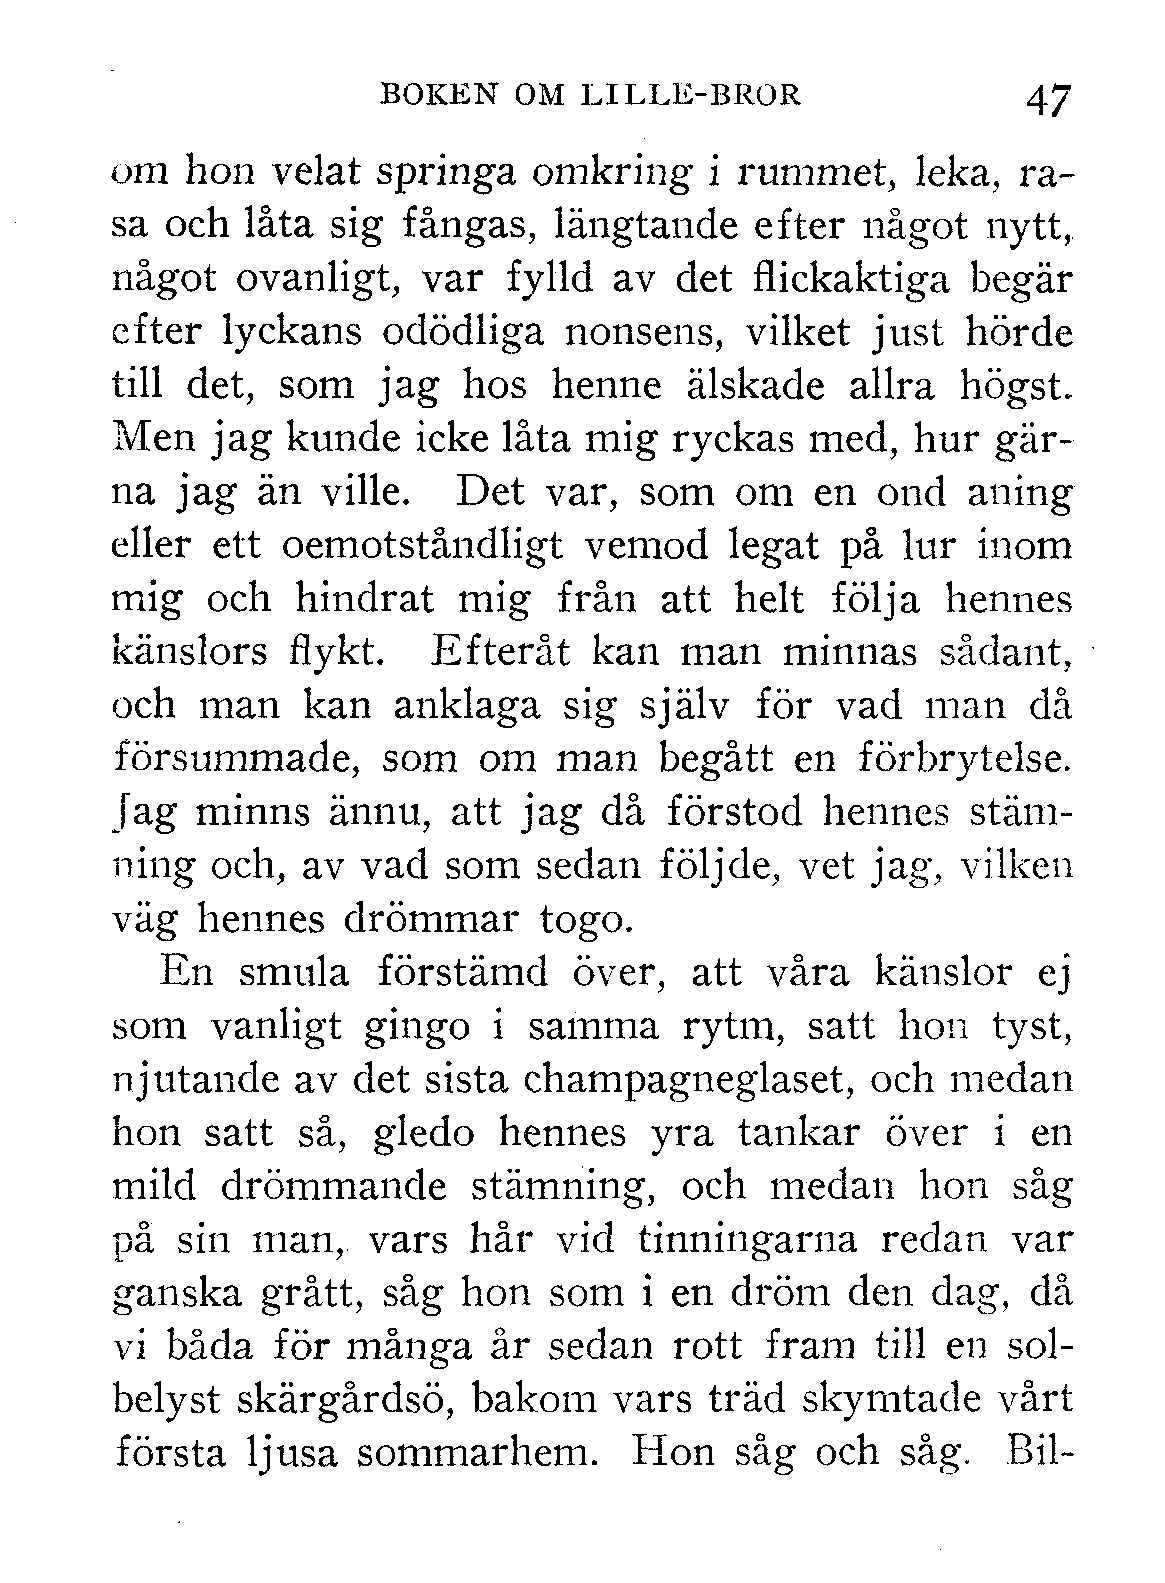 BOKEN OM LILLE-BROR 47
om hon velat springa omkring i rummet, leka, ra-
sa och låta sig fångas, längtande efter något nytt,
något ovanligt, var fylld av det flickaktiga begär
efter lyckans odödliga nonsens, vilket just hörde
till det, som jag hos henne älskade allra högst.
Men jag kunde icke låta mig ryckas med, hur gär-
na jag än ville. Det var, som om en ond aning
eller ett oemotståndligt vemod legat på lur inom
mig och hindrat mig från att helt följa hennes
känslors flykt. Efteråt kan man minnas sådant,
och man kan anklaga sig själv för vad man då
försummade, som om man begått en förbrytelse.
Jag minns ännu, att jag då förstod hennes stäm-
ning och, av vad som sedan följde, vet jag, vilken
väg hennes drömmar togo.
En smula förstämd över, att våra känslor ej
som vanligt gingo i samma rytm, satt hon tyst,
njutande av det sista champagneglaset, och medan
hon satt så, gledo hennes yra tankar över i en
mild drömmande stämning, och medan hon såg
på sin man, vars hår vid tinningarna redan var
ganska grått, såg hon som i en dröm den dag, då
vi båda för många år sedan rott fram till en sol-
belyst skärgårdsö, bakom vars träd skymtade vårt
första ljusa sommarhem. Hon såg och såg. Bil-